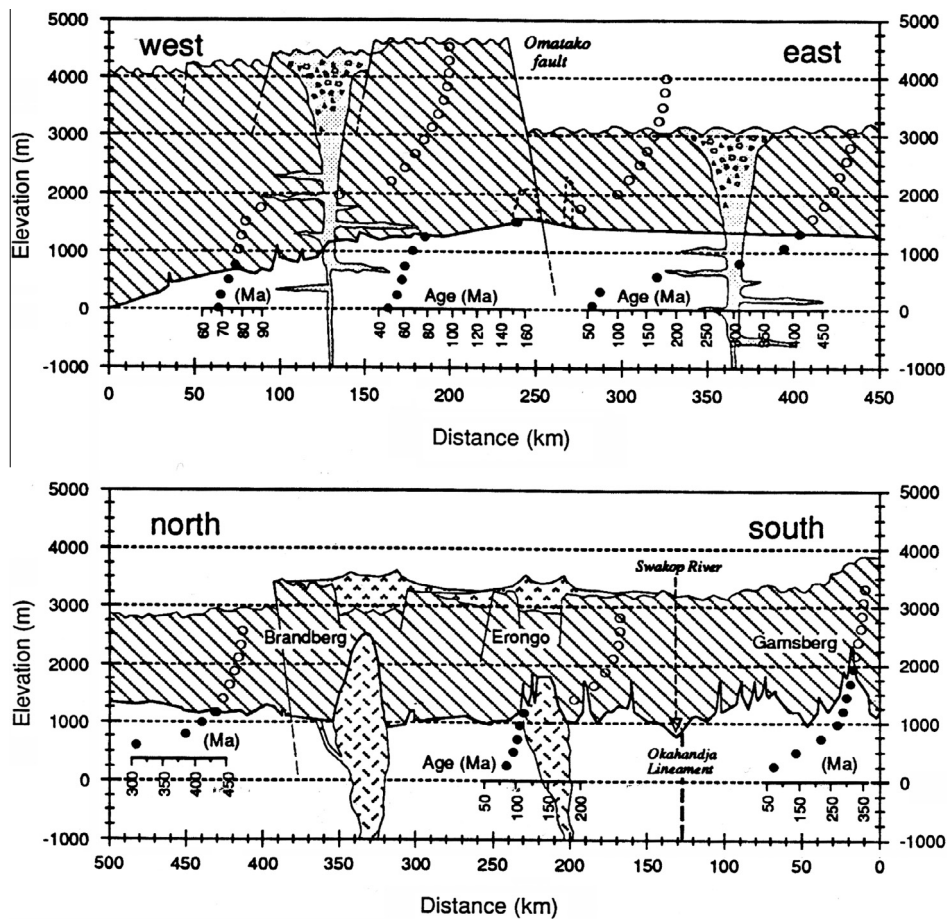 5000
4000
3000
2000
1000
0
-1000
Elevation (m)
west
Omatako
fault
east
5000
4000
3000
2000
1000
0
-1000
(Ma)
60
70
80
90
Age (Ma)
40
60
80
100
120
140
160
Age (Ma)
50
100
150
200
250
300
350
400
450
0 50 100 150 200 250 300 350 400 450
Distance (km)
5000
4000
3000
2000
1000
0
-1000
Elevation (m)
north
south
Swakop River
5000
4000
3000
2000
1000
0
-1000
Brandberg
Erongo
Gamsberg
(Ma)
300
350
400
450
Age (Ma)
50
100
150
200
Okahandja
Lineament
(Ma)
50
150
250
350
500 450 400 350 300 250 200 150 100 50 0
Distance (km)